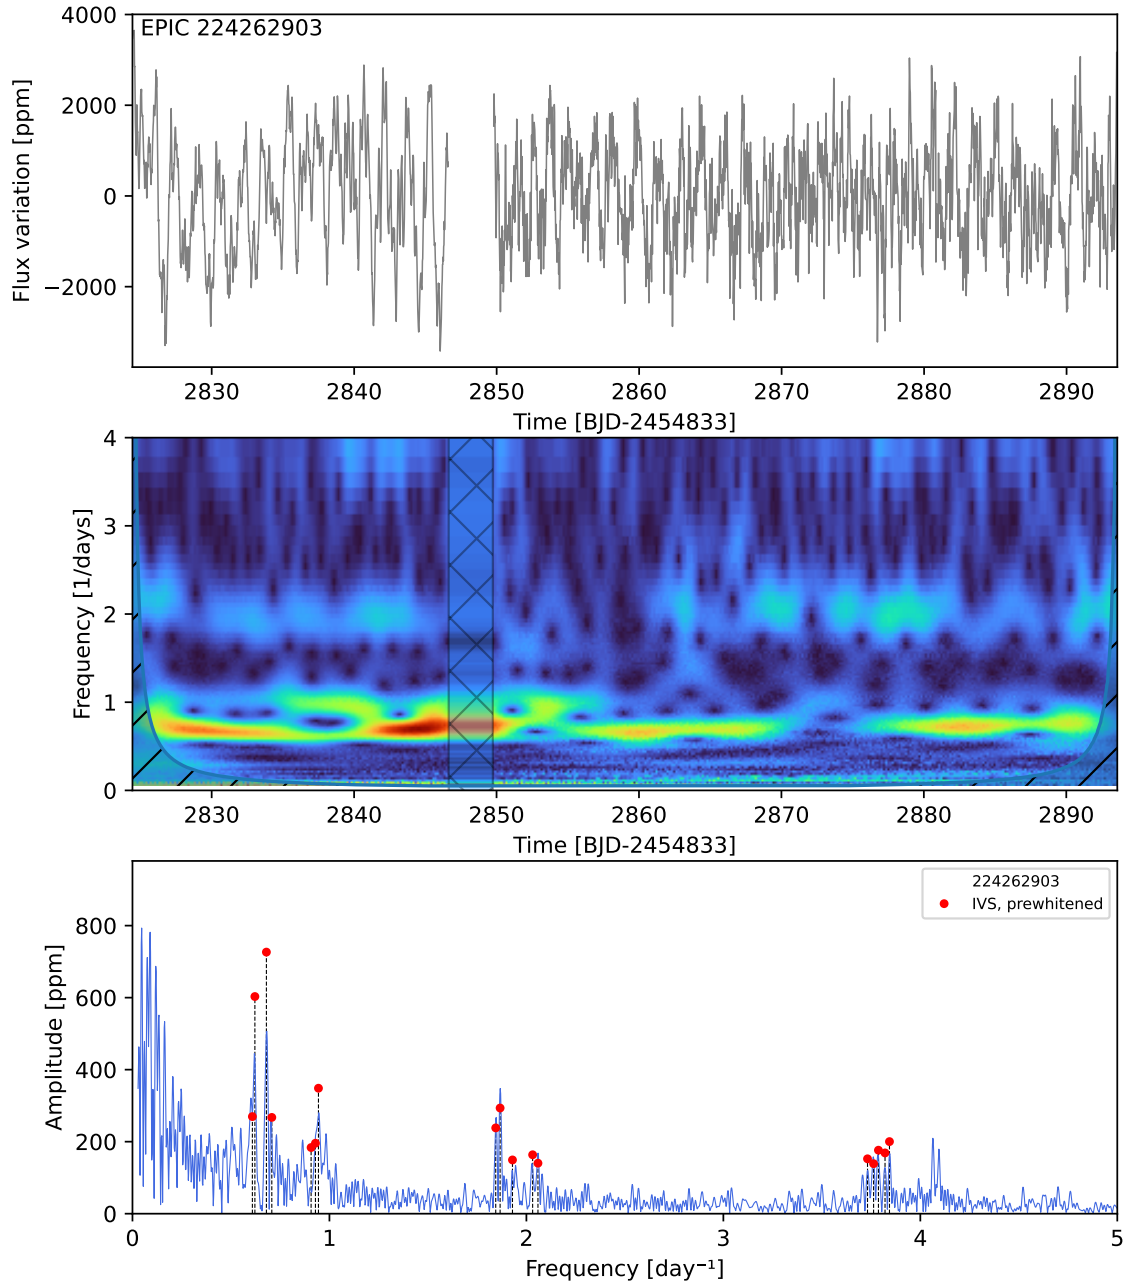 4000
EPIC 224262903
2000
0
−2000
Flux variation [ppm]
2830 2840 2850 2860 2870 2880 2890
Time [BJD-2454833]
4
3
2
1
0
Frequency [1/days]
2830 2840 2850 2860 2870 2880 2890
Time [BJD-2454833]
224262903
IVS, prewhitened
800
600
400
200
0
Amplitude [ppm]
0 1 2 3 4 5
Frequency [day⁻¹]